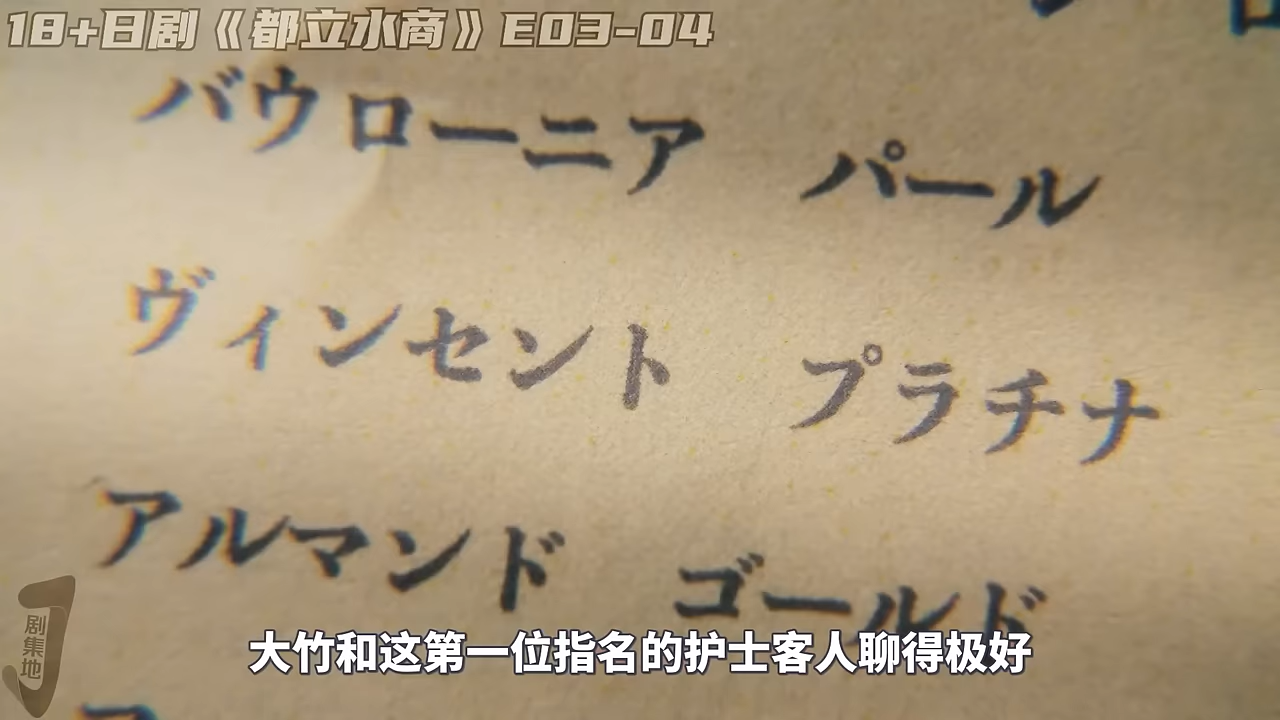 18+日剧《都立水商》E03-04
バウローニア パール
ヴィンセント プラチナ
アルマンド ゴールド
剧集地
大竹和这第一位指名的护士客人聊得极好